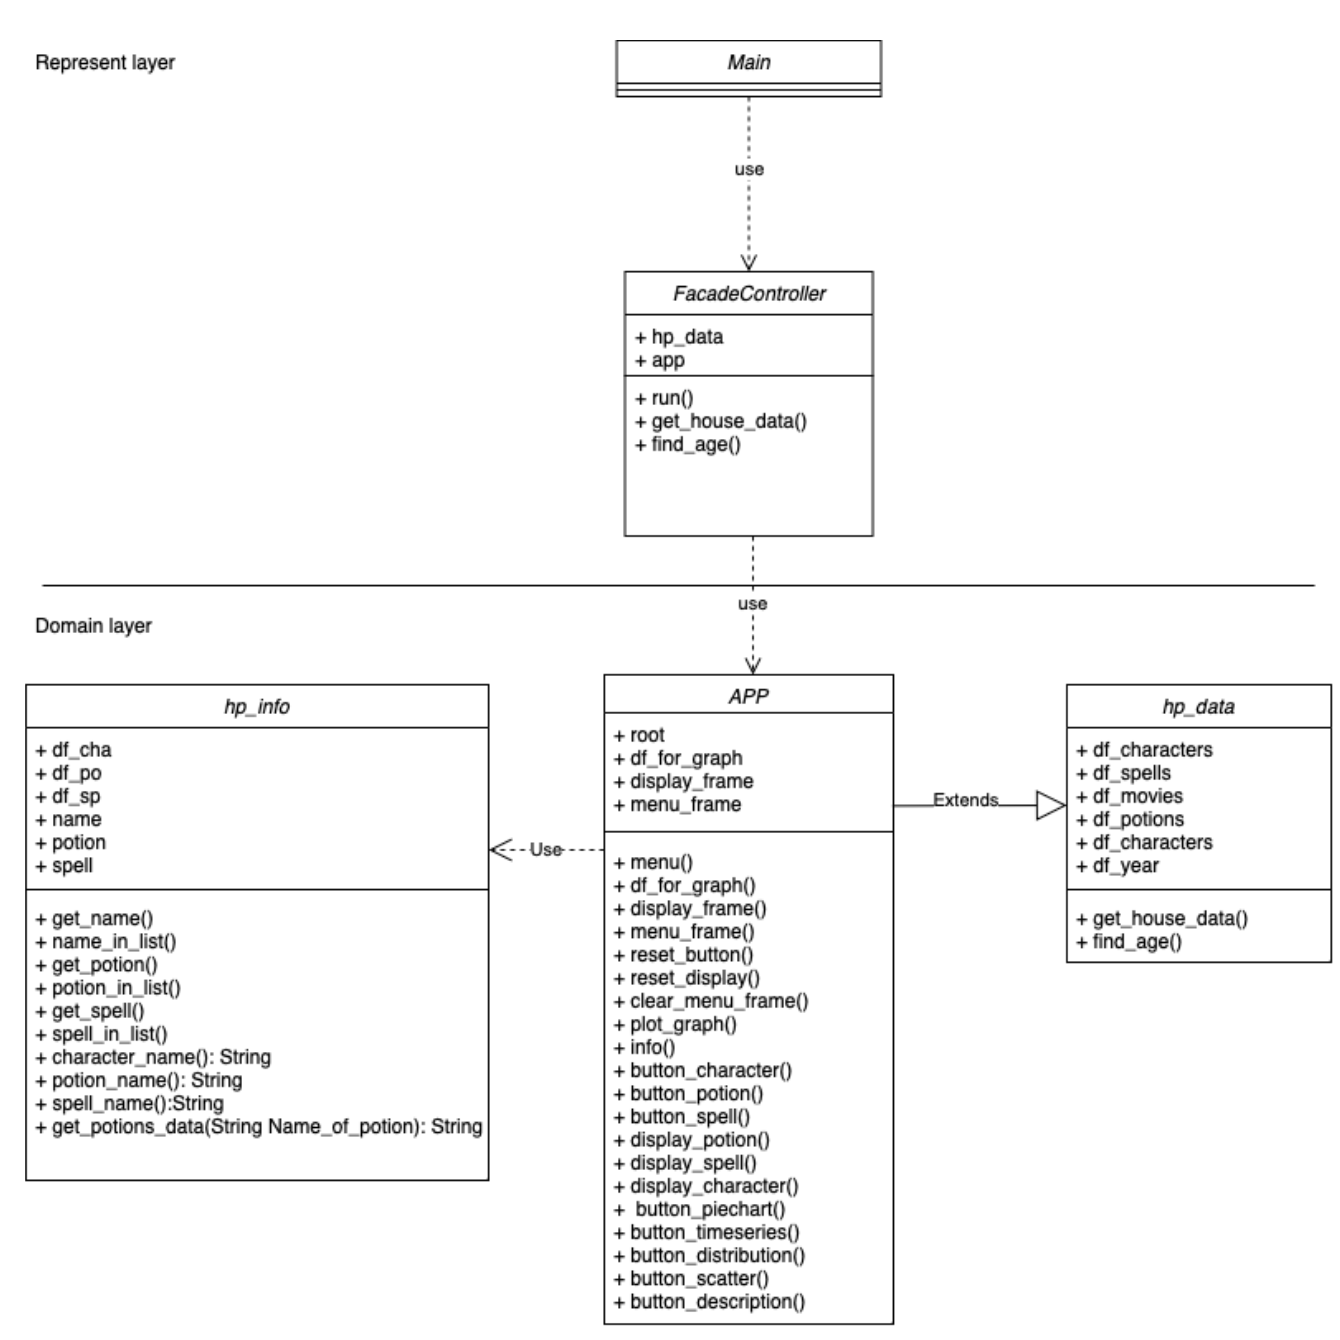 Represent layer
Main
use
FacadeController
+ hp_data
+ app
+ run()
+ get_house_data()
+ find_age()
use
Domain layer
hp_info
+ df_cha
+ df_po
+ df_sp
+ name
+ potion
+ spell
+ get_name()
+ name_in_list()
+ get_potion()
+ potion_in_list()
+ get_spell()
+ spell_in_list()
+ character_name(): String
+ potion_name(): String
+ spell_name():String
+ get_potions_data(String Name_of_potion): String
Use
APP
+ root
+ df_for_graph
+ display_frame
+ menu_frame
+ menu()
+ df_for_graph()
+ display_frame()
+ menu_frame()
+ reset_button()
+ reset_display()
+ clear_menu_frame()
+ plot_graph()
+ info()
+ button_character()
+ button_potion()
+ button_spell()
+ display_potion()
+ display_spell()
+ display_character()
+ button_piechart()
+ button_timeseries()
+ button_distribution()
+ button_scatter()
+ button_description()
Extends
hp_data
+ df_characters
+ df_spells
+ df_movies
+ df_potions
+ df_characters
+ df_year
+ get_house_data()
+ find_age()